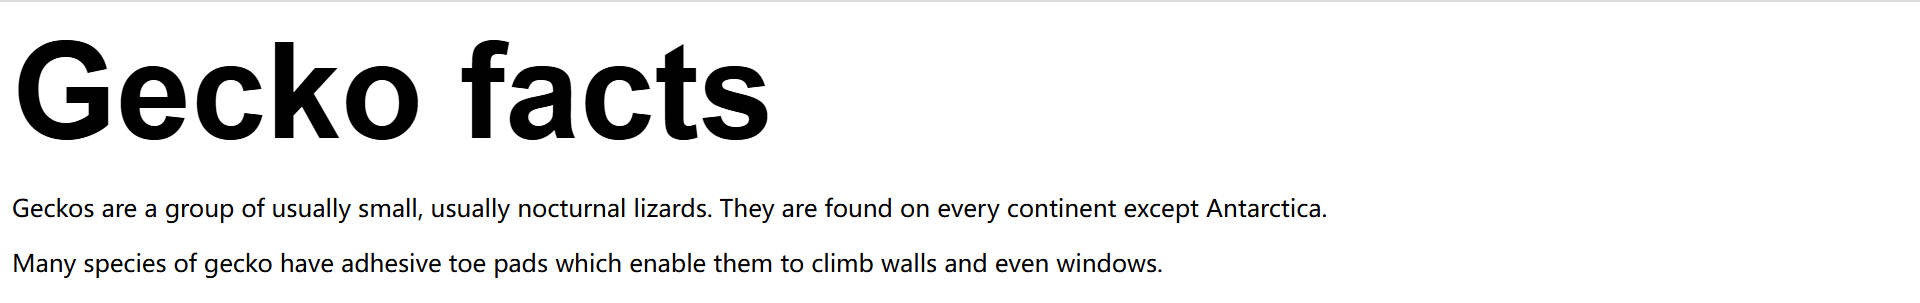 Gecko facts
Geckos are a group of usually small, usually nocturnal lizards. They are found on every continent except Antarctica.
Many species of gecko have adhesive toe pads which enable them to climb walls and even windows.